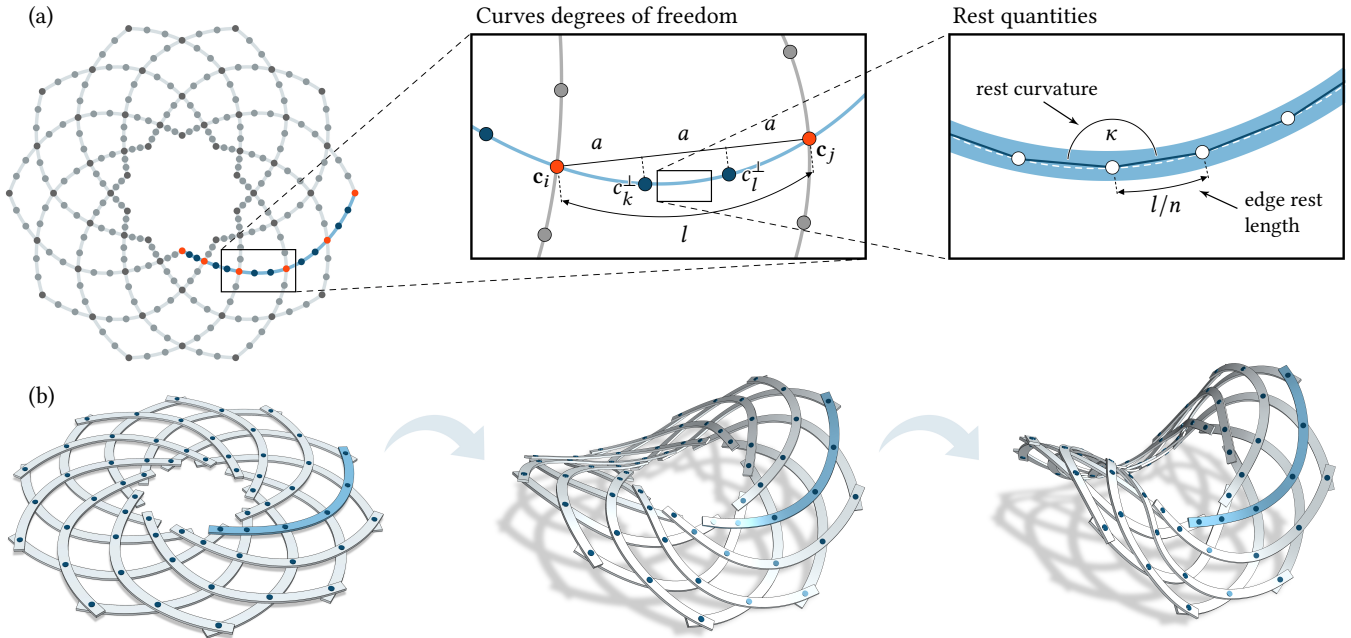 (a)
Curves degrees of freedom
Rest quantities
a
a
a
c_i
c_j
c_k^⊥
c_l^⊥
l
rest curvature
κ
l/n
edge rest
length
(b)